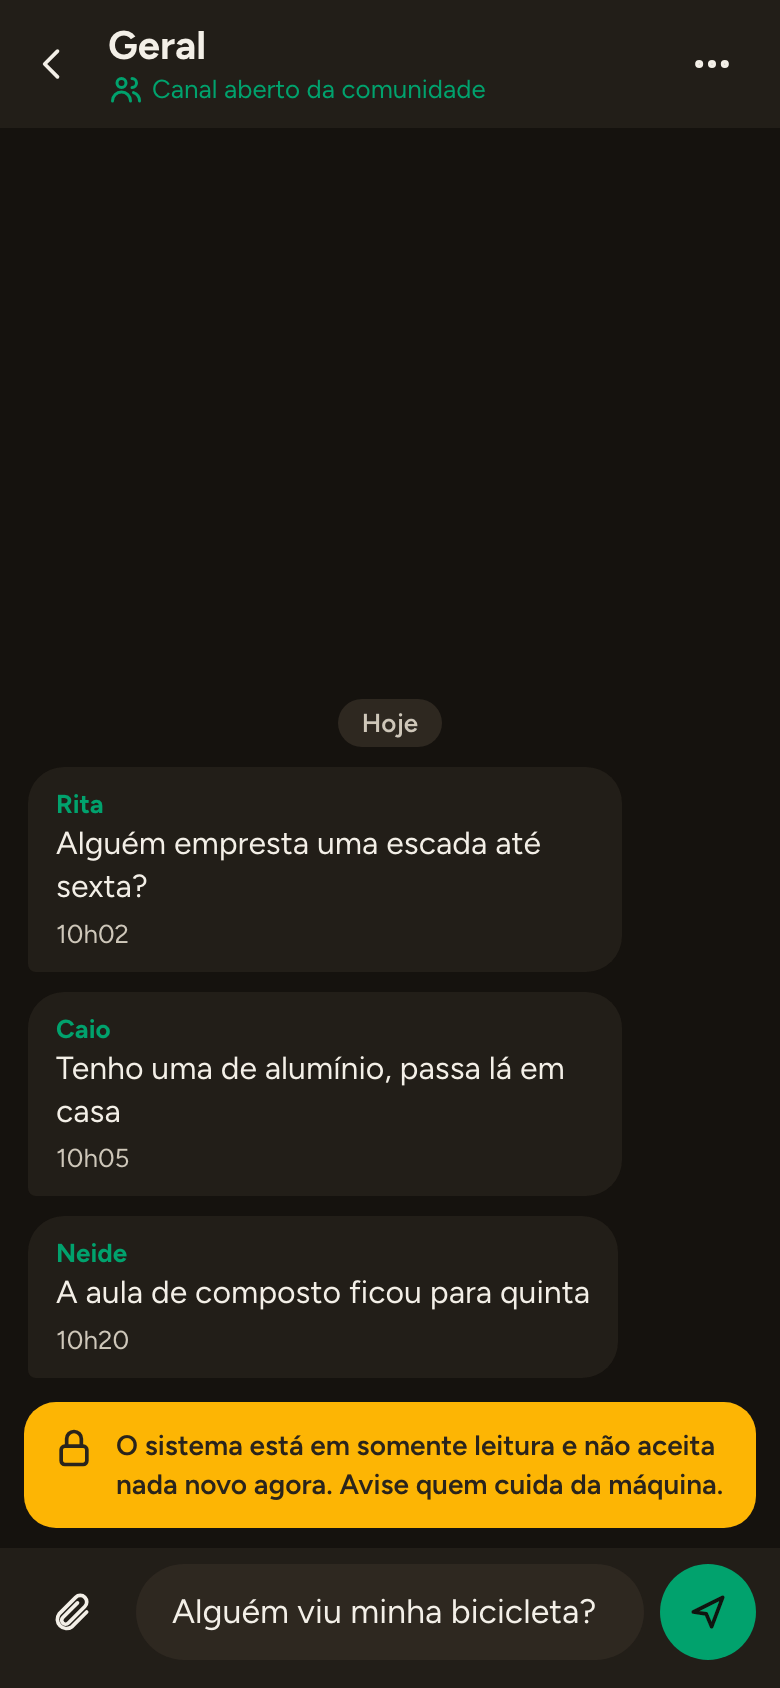 Geral
Canal aberto da comunidade
Hoje
Rita
Alguém empresta uma escada até
sexta?
10h02
Caio
Tenho uma de alumínio, passa lá em
casa
10h05
Neide
A aula de composto ficou para quinta
10h20
O sistema está em somente leitura e não aceita
nada novo agora. Avise quem cuida da máquina.
Alguém viu minha bicicleta?